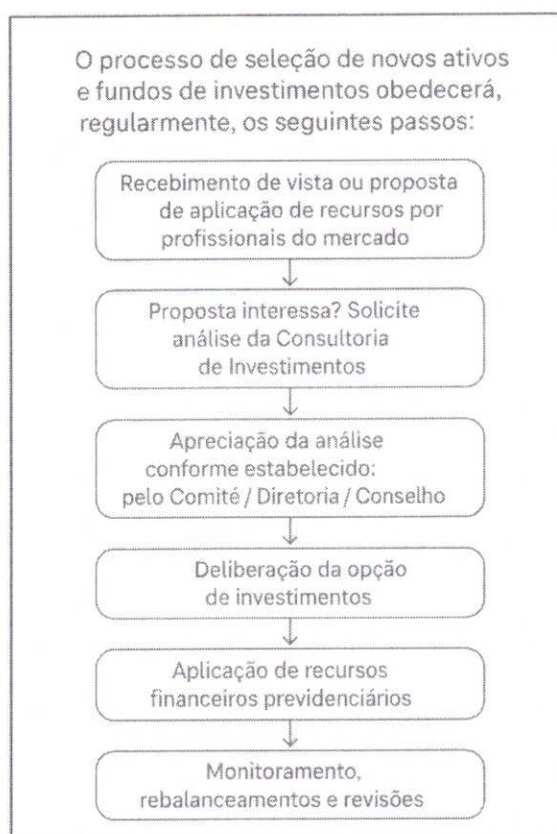 O processo de seleção de novos ativos
e fundos de investimentos obedecerá,
regularmente, os seguintes passos:
Recebimento de vista ou proposta
de aplicação de recursos por
profissionais do mercado
Proposta interessa? Solicite
análise da Consultoria
de Investimentos
Apreciação da análise
conforme estabelecido:
pelo Comité / Diretoria / Conselho
Deliberação da opção
de investimentos
Aplicação de recursos
financeiros previdenciários
Monitoramento,
rebalanceamentos e revisões